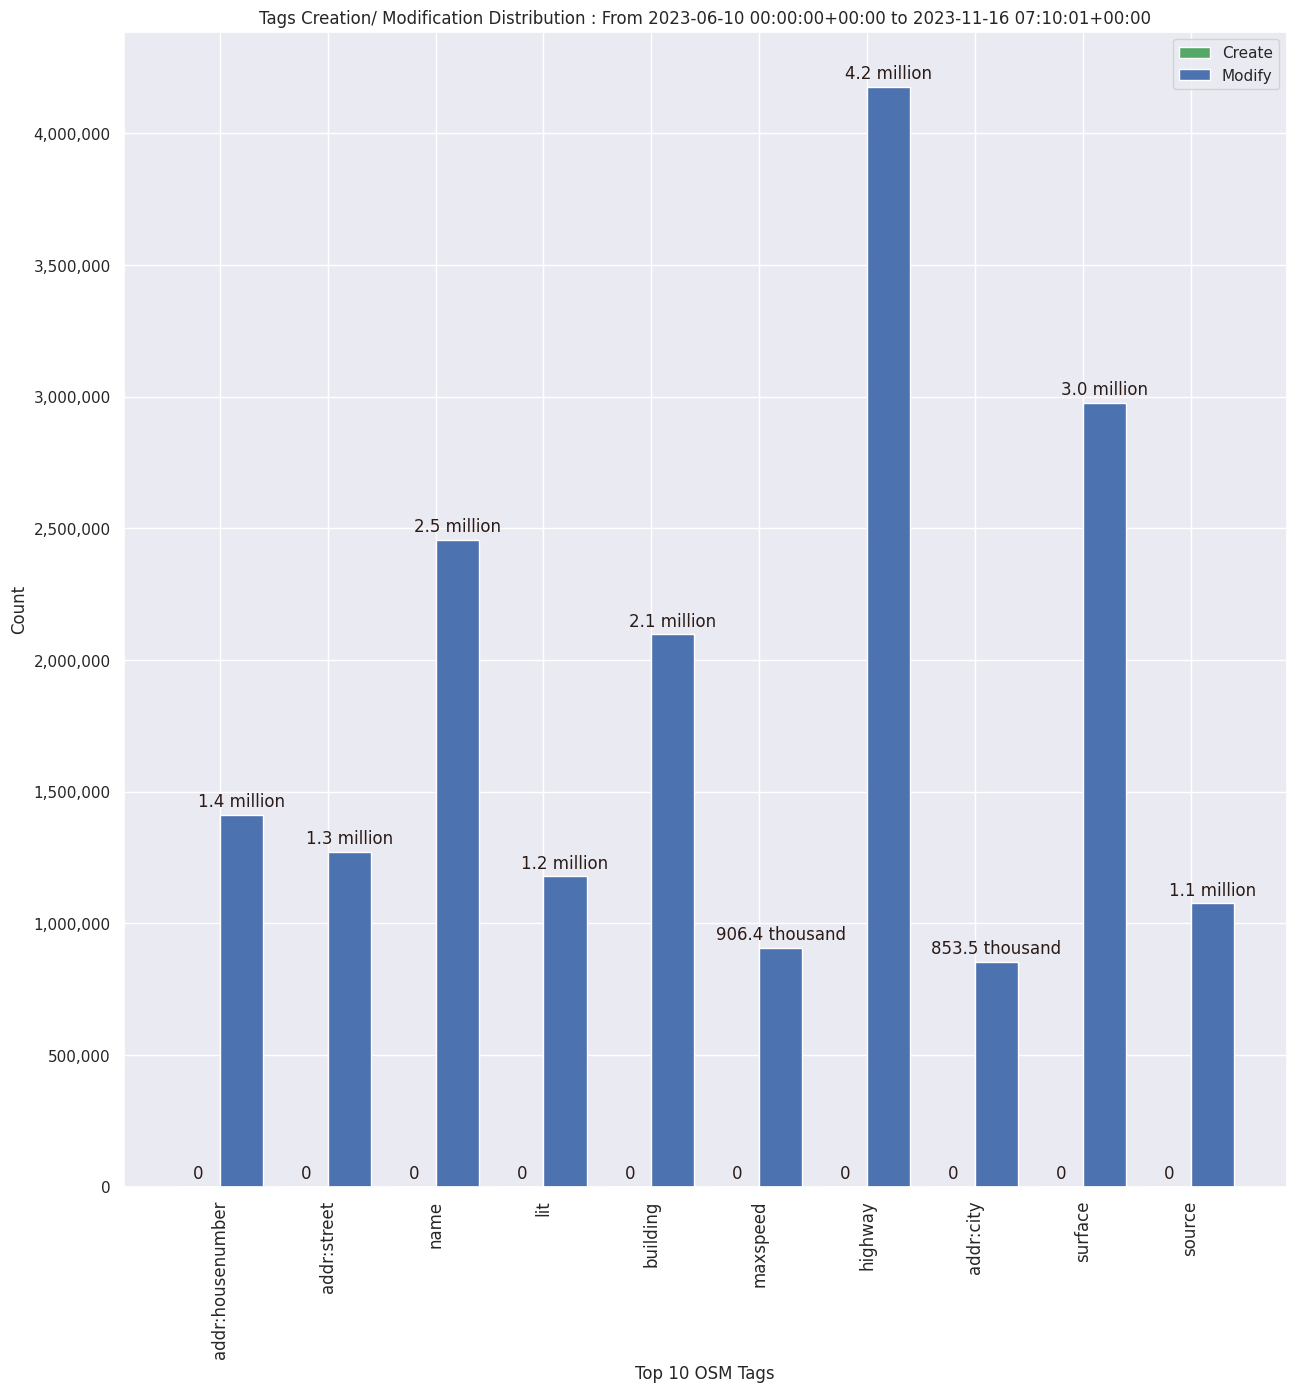 Tags Creation/ Modification Distribution : From 2023-06-10 00:00:00+00:00 to 2023-11-16 07:10:01+00:00
Create
Modify
4.2 million
4,000,000
3,500,000
3,000,000
3.0 million
2,500,000
2.5 million
2.1 million
2,000,000
1,500,000
1.4 million
1.3 million
1.2 million
1.1 million
1,000,000
906.4 thousand
853.5 thousand
500,000
0
0 0 0 0 0 0 0 0 0 0
Count
addr:housenumber
addr:street
name
lit
building
maxspeed
highway
addr:city
surface
source
Top 10 OSM Tags